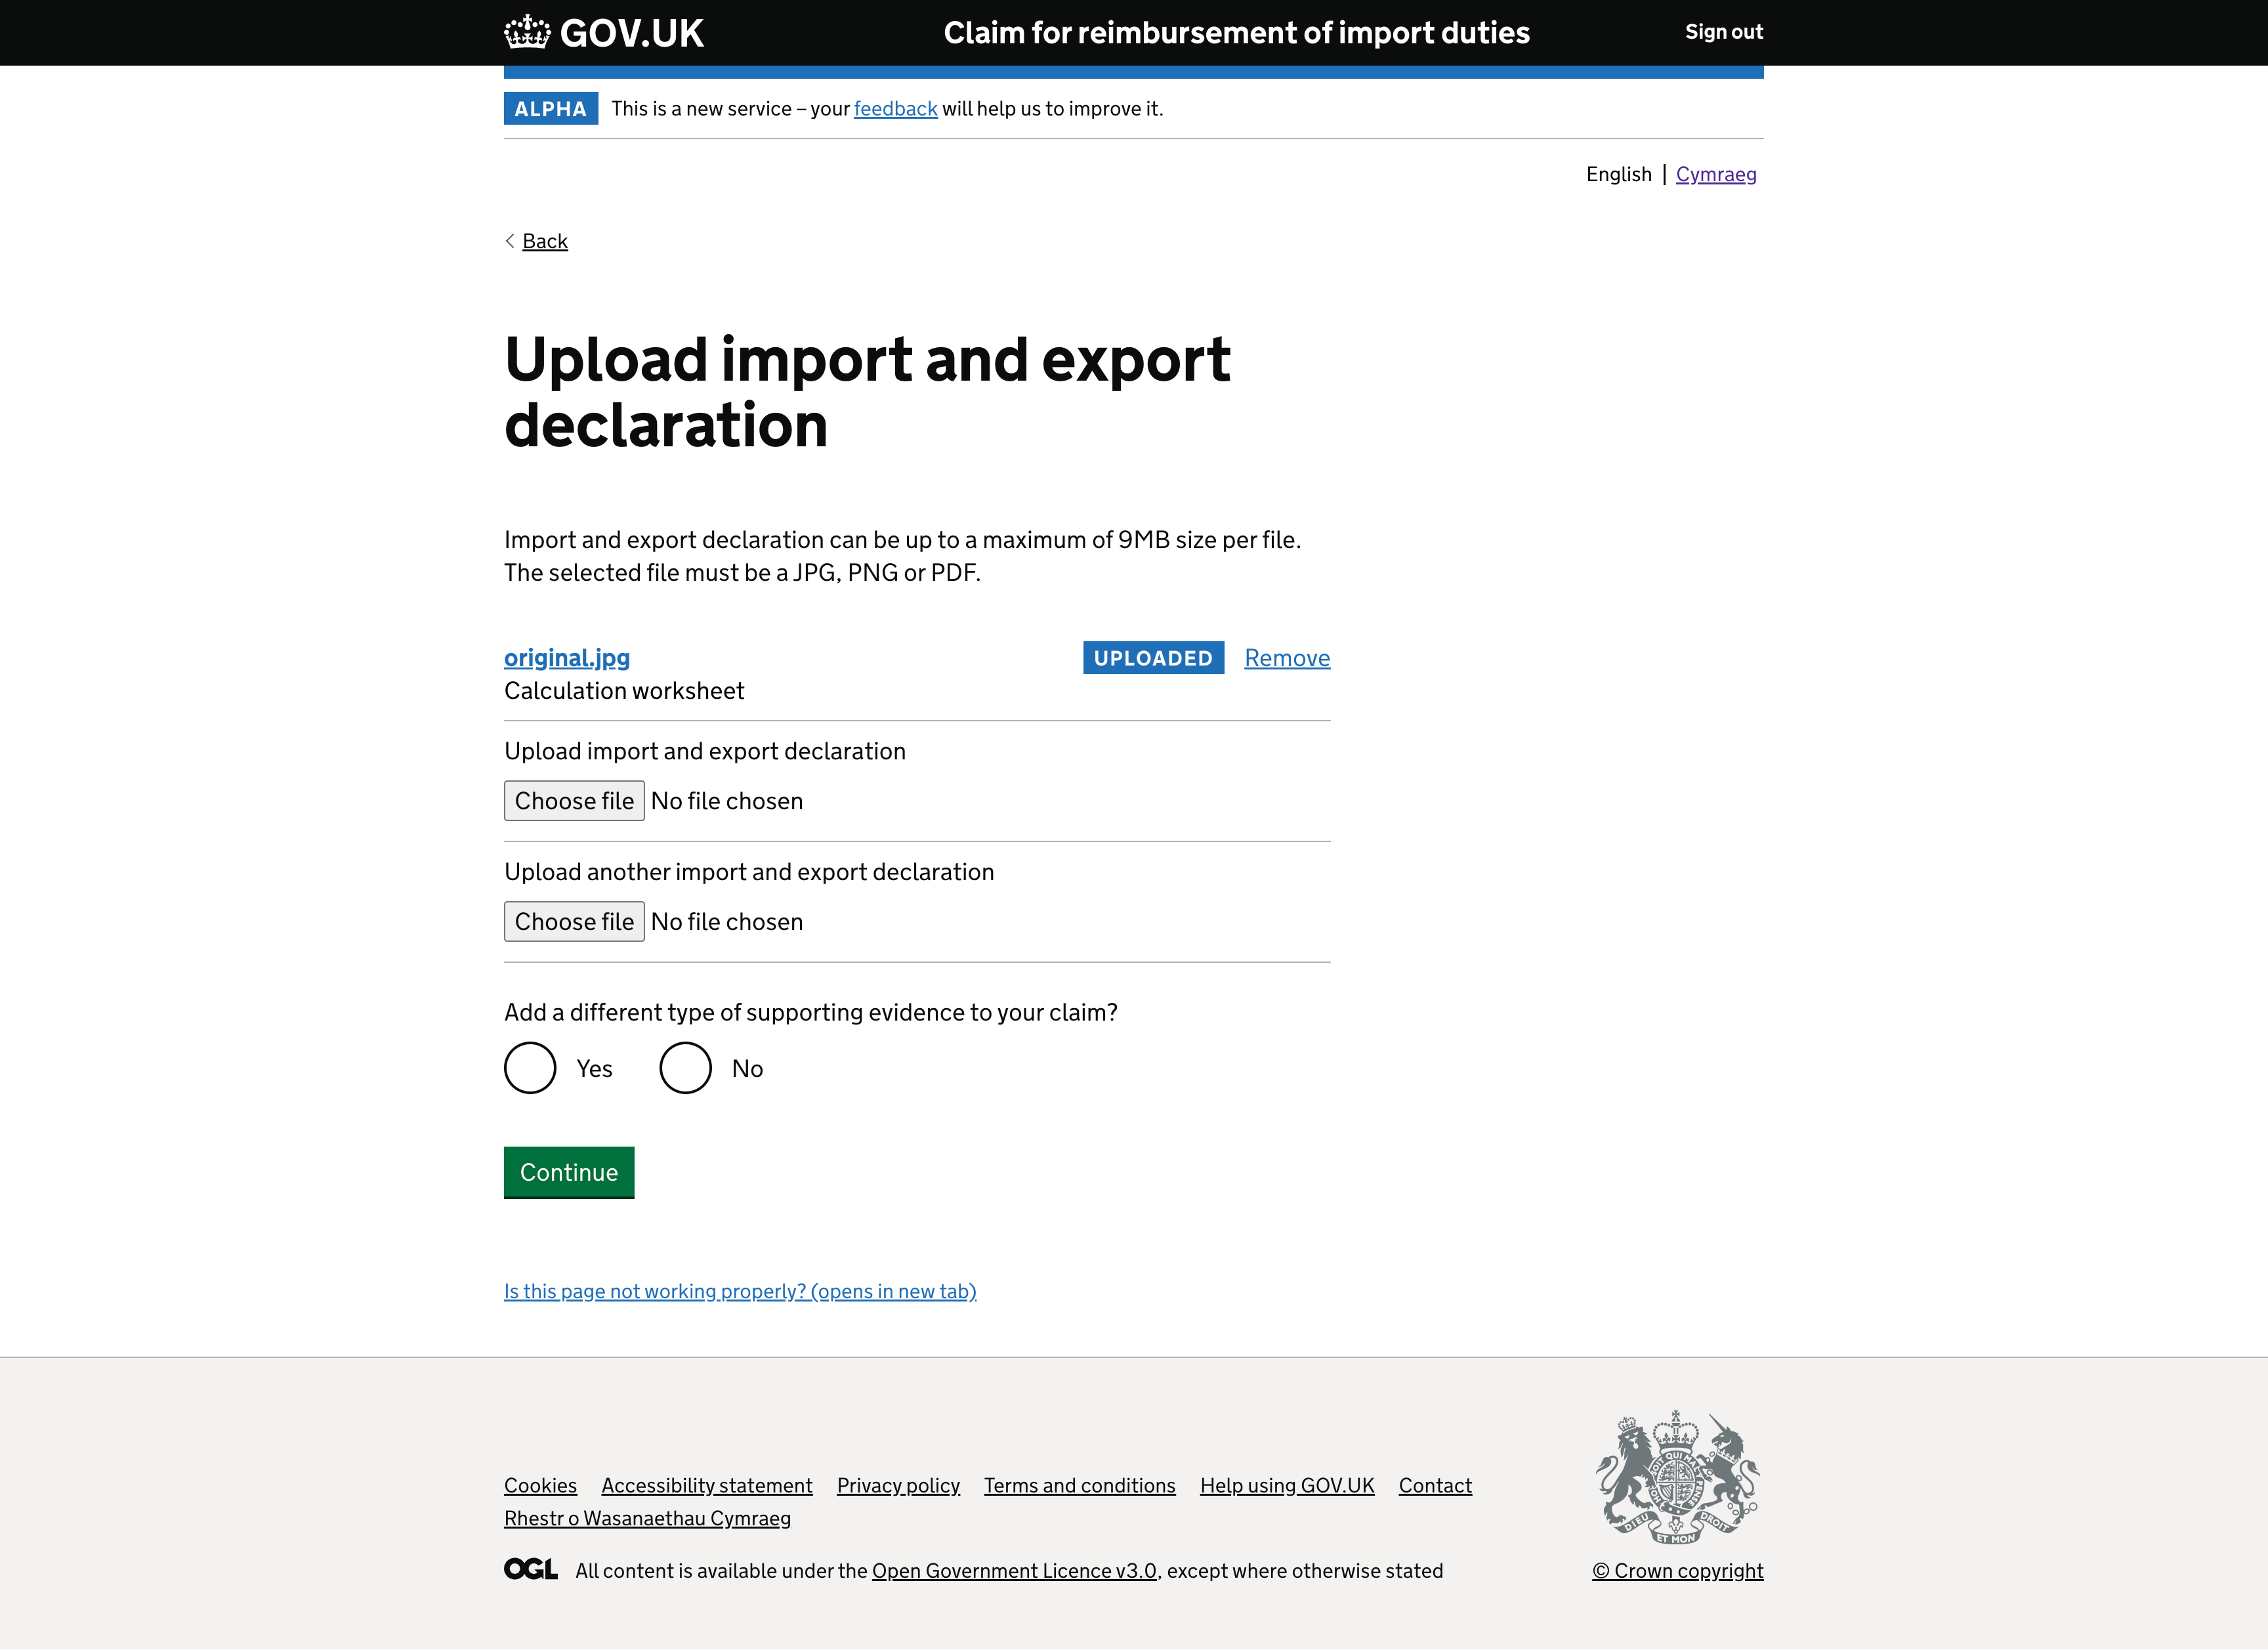 GOV.UK
Claim for reimbursement of import duties
Sign out
ALPHA This is a new service – your feedback will help us to improve it.
English | Cymraeg
Back
Upload import and export
declaration
Import and export declaration can be up to a maximum of 9MB size per file.
The selected file must be a JPG, PNG or PDF.
original.jpg UPLOADED Remove
Calculation worksheet
Upload import and export declaration
Choose file No file chosen
Upload another import and export declaration
Choose file No file chosen
Add a different type of supporting evidence to your claim?
Yes No
Continue
Is this page not working properly? (opens in new tab)
Cookies Accessibility statement Privacy policy Terms and conditions Help using GOV.UK Contact
Rhestr o Wasanaethau Cymraeg
DIEU ET MON DROIT
OGL All content is available under the Open Government Licence v3.0, except where otherwise stated
© Crown copyright